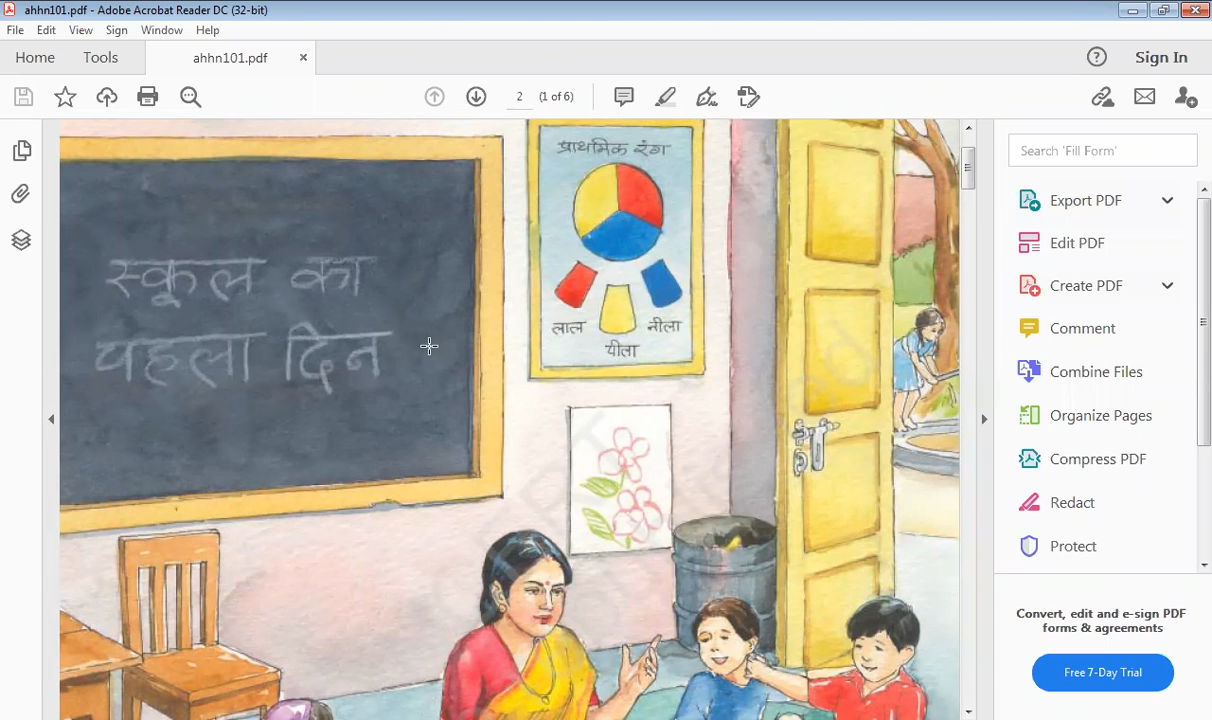 ahhn101.pdf - Adobe Acrobat Reader DC (32-bit)
File Edit View Window Help
Home Tools ahhn101.pdf × Sign In
2 (1 of 6)
प्राथमिक रंग
स्कूल का
पहला दिन
लाल नीला
पीला
Search 'Fill Form'
Export PDF
Edit PDF
Create PDF
Comment
Combine Files
Organize Pages
Compress PDF
Redact
Protect
Convert, edit and e-sign PDF
forms & agreements
Free 7-Day Trial